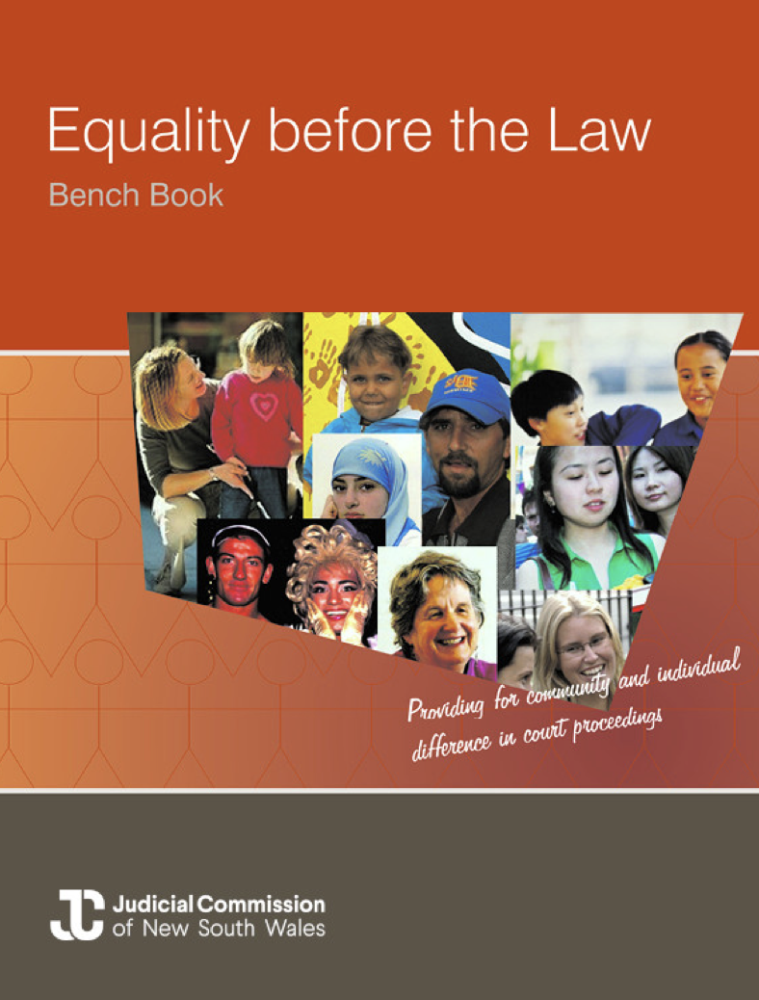 Equality before the Law
Bench Book
Providing for community and individual
difference in court proceedings
Judicial Commission
of New South Wales